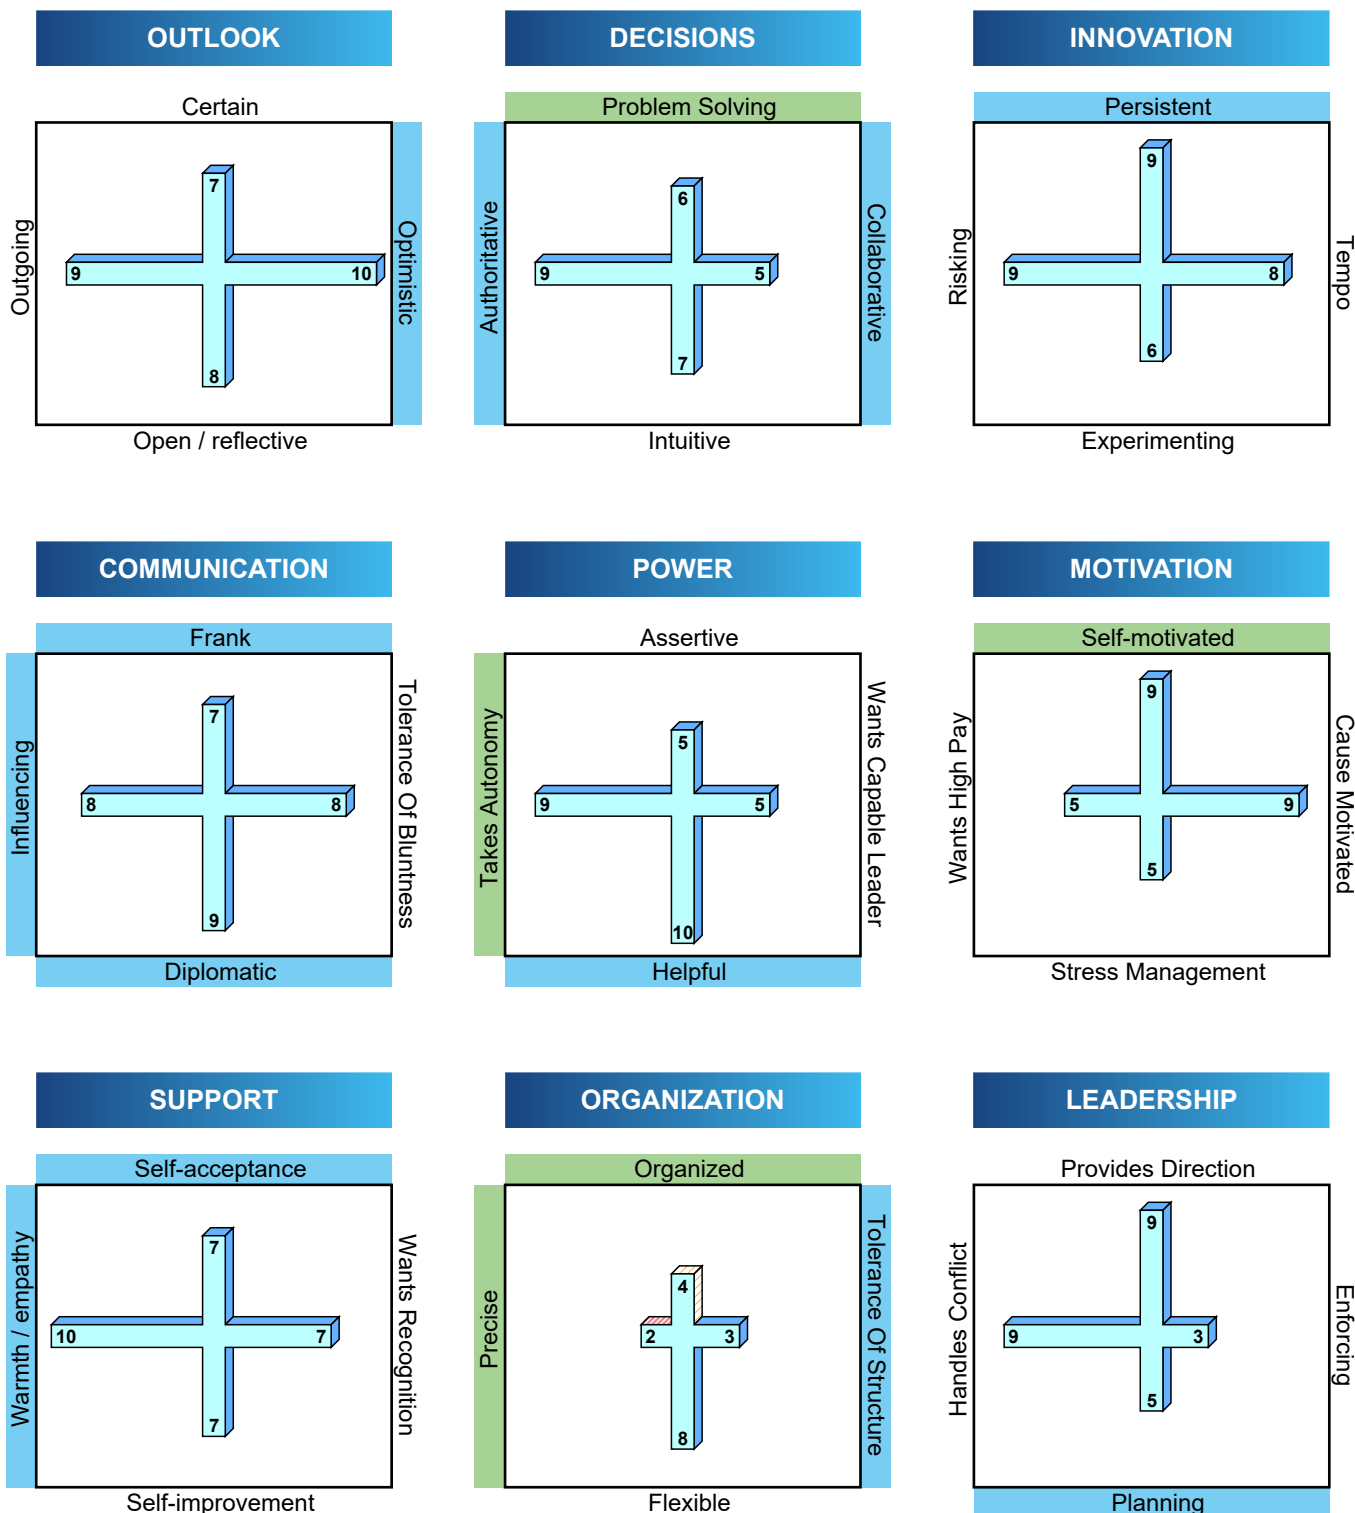 OUTLOOK
DECISIONS
INNOVATION
Certain
Outgoing
7
9
10
8
Optimistic
Open / reflective
Problem Solving
Authoritative
6
9
5
7
Collaborative
Intuitive
Persistent
Risking
9
9
8
6
Tempo
Experimenting
COMMUNICATION
POWER
MOTIVATION
Frank
Influencing
7
8
8
9
Tolerance Of Bluntness
Diplomatic
Assertive
Takes Autonomy
5
9
5
10
Wants Capable Leader
Helpful
Self-motivated
Wants High Pay
9
5
9
5
Cause Motivated
Stress Management
SUPPORT
ORGANIZATION
LEADERSHIP
Self-acceptance
Warmth / empathy
7
10
7
7
Wants Recognition
Self-improvement
Organized
Precise
4
2
3
8
Tolerance Of Structure
Flexible
Provides Direction
Handles Conflict
9
9
3
5
Enforcing
Planning